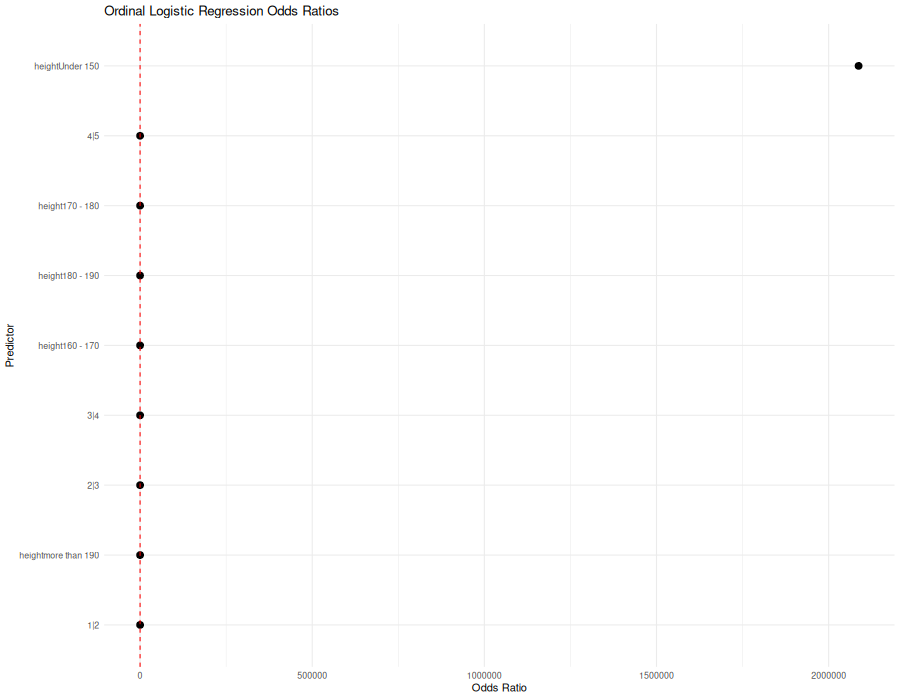 Ordinal Logistic Regression Odds Ratios
heightUnder 150
4|5
height170 - 180
height180 - 190
height160 - 170
3|4
2|3
heightmore than 190
1|2
Predictor
0 500000 1000000 1500000 2000000
Odds Ratio